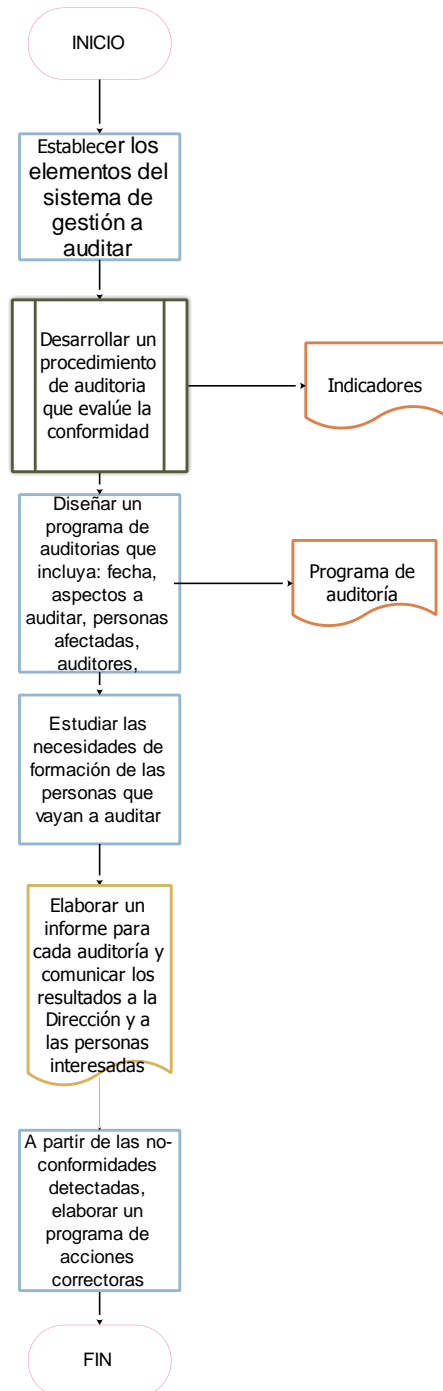 INICIO
Establecer los
elementos del
sistema de
gestión a
auditar
Desarrollar un
procedimiento
de auditoria
que evalúe la
conformidad
Indicadores
Diseñar un
programa de
auditorias que
incluya: fecha,
aspectos a
auditar, personas
afectadas,
auditores,
Programa de
auditoría
Estudiar las
necesidades de
formación de las
personas que
vayan a auditar
Elaborar un
informe para
cada auditoría y
comunicar los
resultados a la
Dirección y a
las personas
interesadas
A partir de las no-
conformidades
detectadas,
elaborar un
programa de
acciones
correctoras
FIN